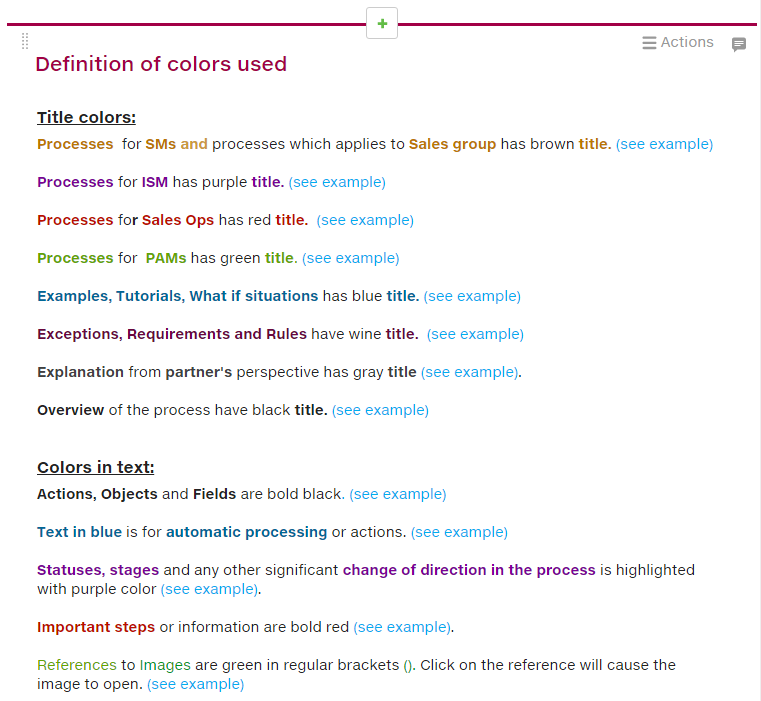 Actions
Definition of colors used
Title colors:
Processes for SMs and processes which applies to Sales group has brown title. (see example)
Processes for ISM has purple title. (see example)
Processes for Sales Ops has red title. (see example)
Processes for PAMs has green title. (see example)
Examples, Tutorials, What if situations has blue title. (see example)
Exceptions, Requirements and Rules have wine title. (see example)
Explanation from partner's perspective has gray title (see example).
Overview of the process have black title. (see example)
Colors in text:
Actions, Objects and Fields are bold black. (see example)
Text in blue is for automatic processing or actions. (see example)
Statuses, stages and any other significant change of direction in the process is highlighted
with purple color (see example).
Important steps or information are bold red (see example).
References to Images are green in regular brackets (). Click on the reference will cause the
image to open. (see example)